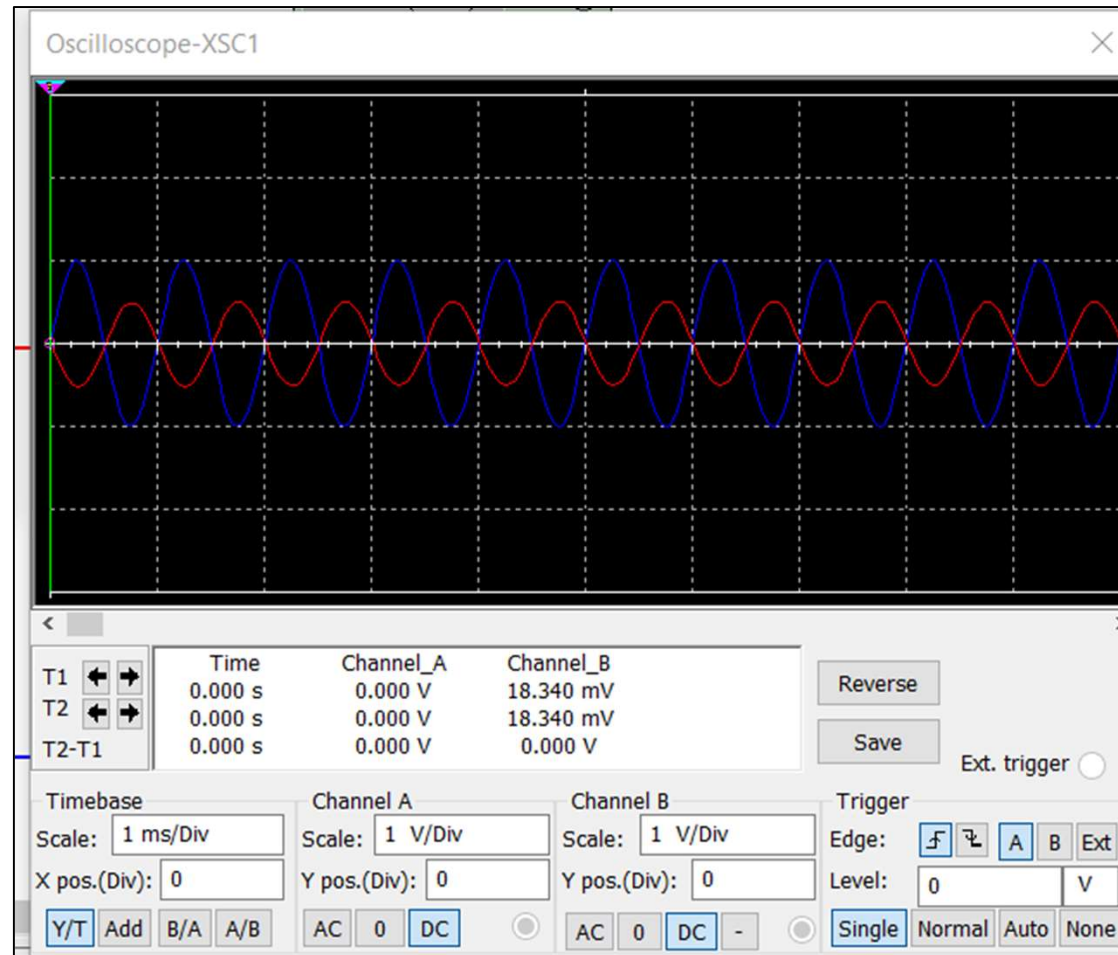 Oscilloscope-XSC1
Time Channel_A Channel_B
T1 0.000 s 0.000 V 18.340 mV
T2 0.000 s 0.000 V 18.340 mV
T2-T1 0.000 s 0.000 V 0.000 V
Reverse
Save
Ext. trigger
Timebase Channel A Channel B Trigger
Scale: 1 ms/Div Scale: 1 V/Div Scale: 1 V/Div Edge: A B Ext
X pos.(Div): 0 Y pos.(Div): 0 Y pos.(Div): 0 Level: 0 V
Y/T Add B/A A/B AC 0 DC AC 0 DC - Single Normal Auto None